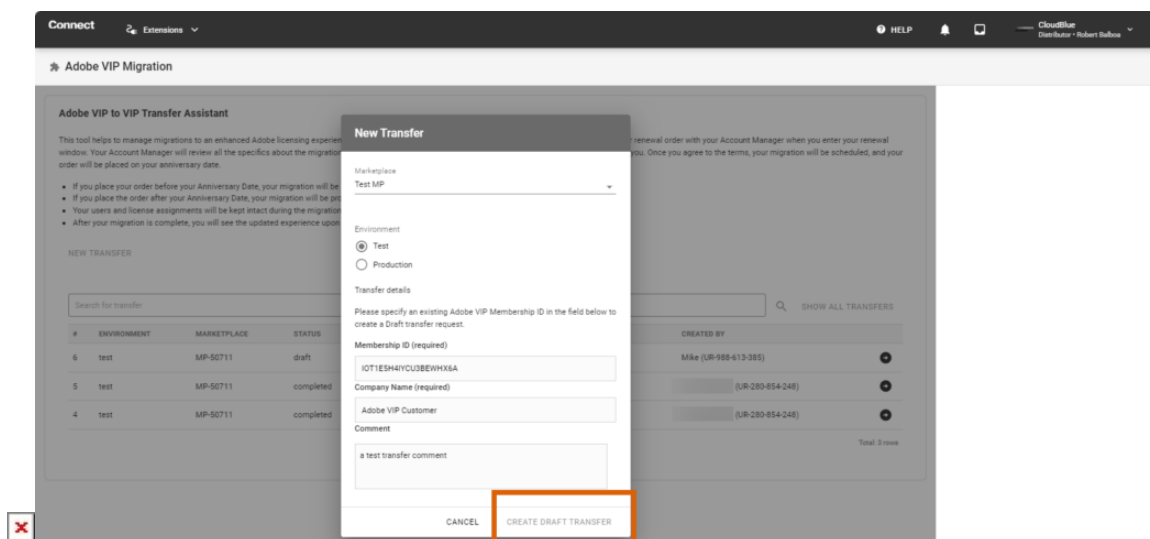 Connect
Extensions
HELP
CloudBlue
Distributor • Robert Balboa
Adobe VIP Migration
Adobe VIP to VIP Transfer Assistant
This tool helps to manage migrations to an enhanced Adobe licensing experien
renewal order with your Account Manager when you enter your renewal
window. Your Account Manager will review all the specifics about the migration
you. Once you agree to the terms, your migration will be scheduled, and your
order will be placed on your anniversary date.
• If you place your order before your Anniversary Date, your migration will be
• If you place the order after your Anniversary Date, your migration will be pro
• Your users and license assignments will be kept intact during the migration
• After your migration is complete, you will see the updated experience upon
NEW TRANSFER
Search for transfer
SHOW ALL TRANSFERS
# ENVIRONMENT MARKETPLACE STATUS CREATED BY
6 test MP-50711 draft Mike (UR-988-613-385)
5 test MP-50711 completed (UR-280-854-248)
4 test MP-50711 completed (UR-280-854-248)
Total: 3 rows
New Transfer
Marketplace
Test MP
Environment
Test
Production
Transfer details
Please specify an existing Adobe VIP Membership ID in the field below to
create a Draft transfer request.
Membership ID (required)
IOT1E5H4IYCU3BEWHX6A
Company Name (required)
Adobe VIP Customer
Comment
a test transfer comment
CANCEL
CREATE DRAFT TRANSFER